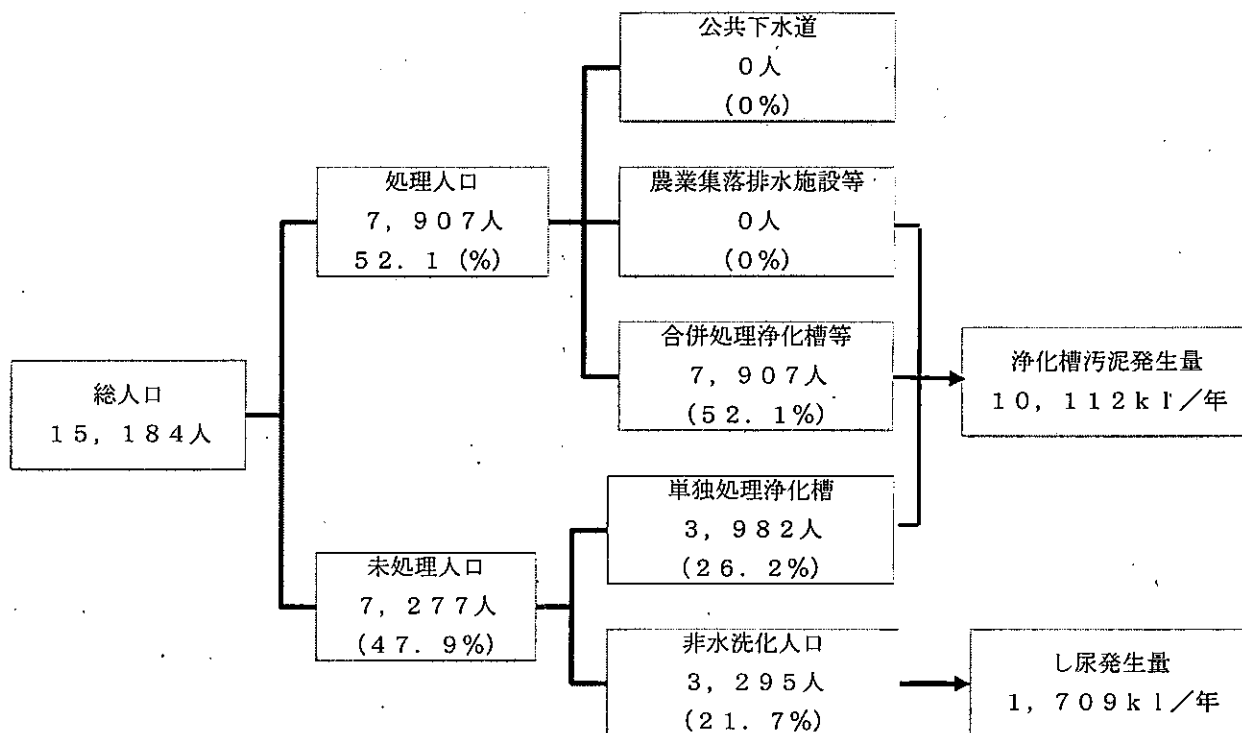 公共下水道
0人
(0%)
処理人口
7,907人
52.1(%)
農業集落排水施設等
0人
(0%)
合併処理浄化槽等
7,907人
(52.1%)
浄化槽汚泥発生量
10,112kl/年
総人口
15,184人
単独処理浄化槽
3,982人
(26.2%)
未処理人口
7,277人
(47.9%)
非水洗化人口
3,295人
(21.7%)
し尿発生量
1,709kl/年